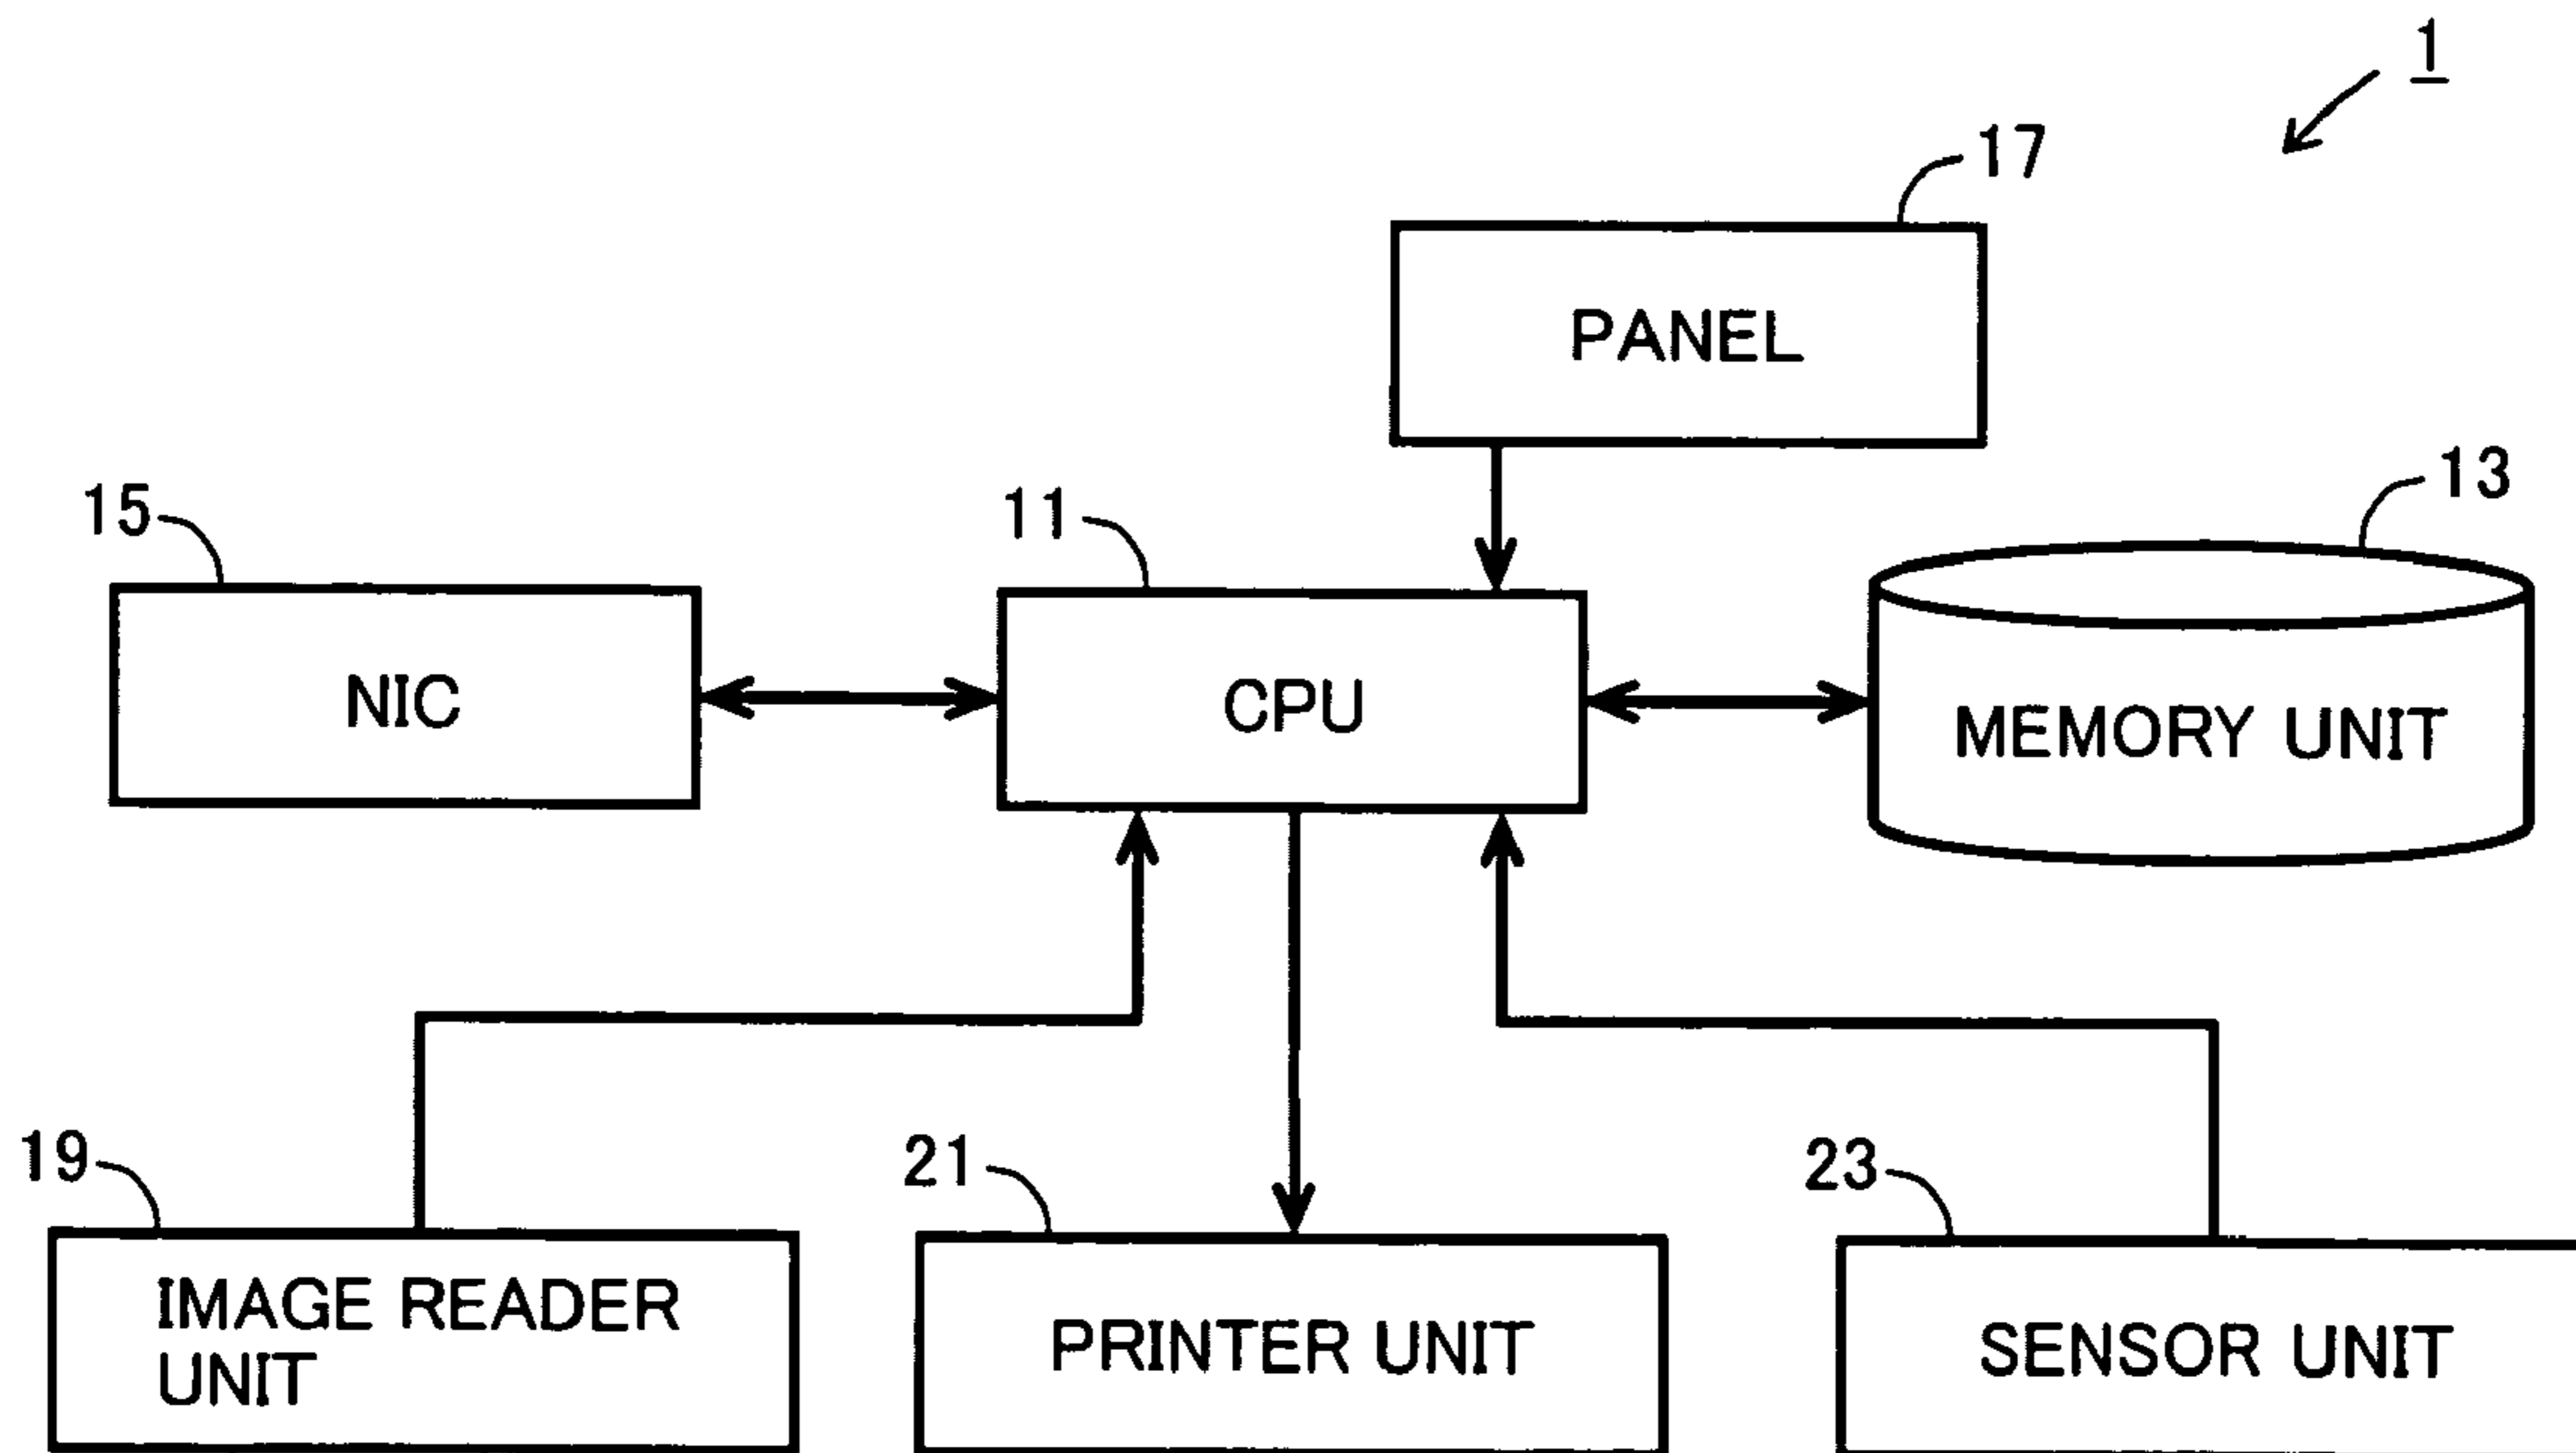 1
17
PANEL
13
15
11
NIC
CPU
MEMORY UNIT
19
21
23
IMAGE READER
UNIT
PRINTER UNIT
SENSOR UNIT